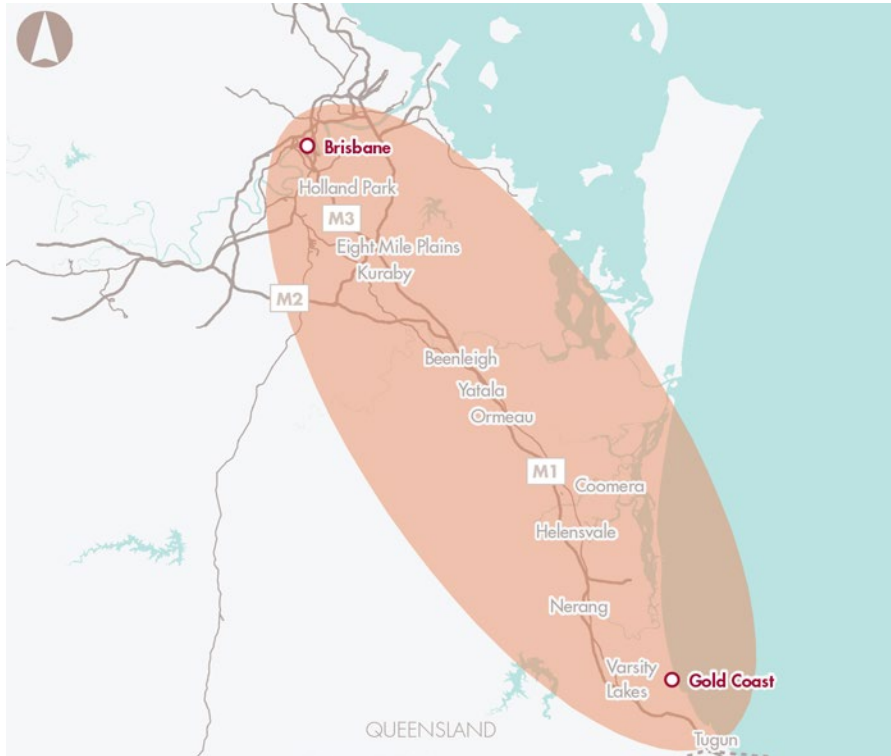 Brisbane
Holland Park
M3
Eight Mile Plains
Kuraby
M2
Beenleigh
Yatala
Ormeau
M1
Coomera
Helensvale
Nerang
Varsity
Lakes
Gold Coast
QUEENSLAND
Tugun